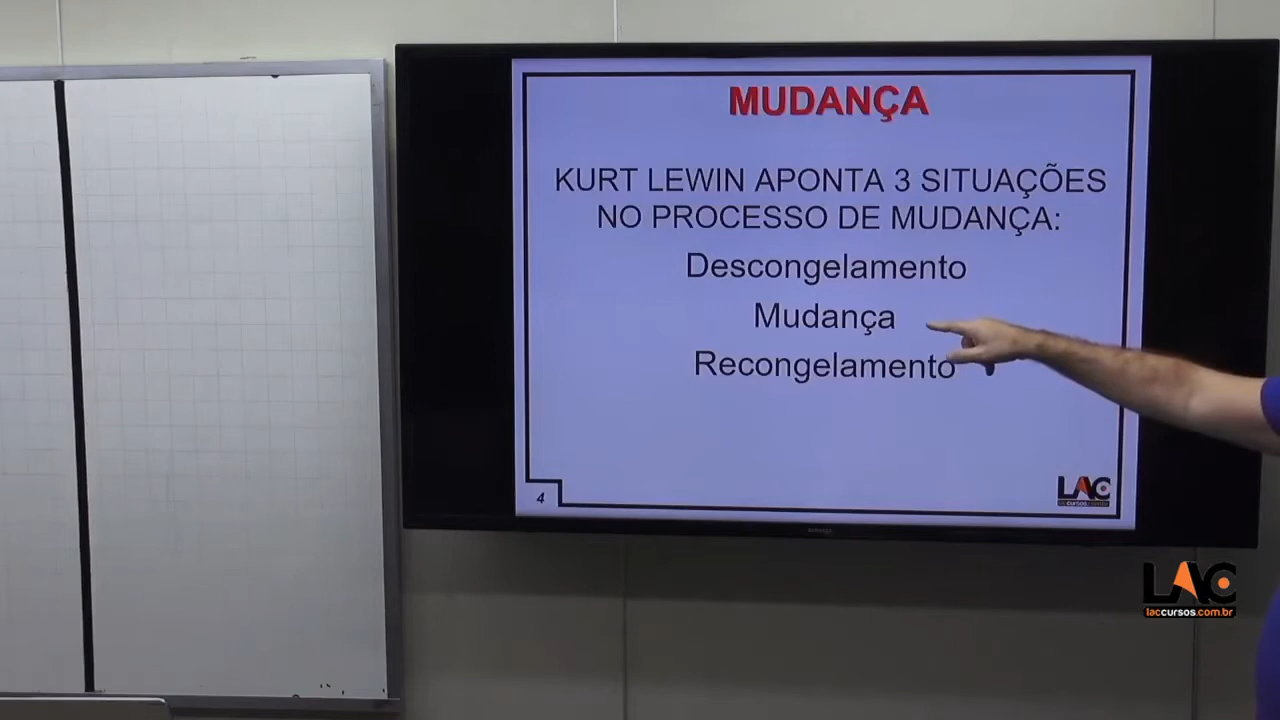 MUDANÇA
KURT LEWIN APONTA 3 SITUAÇÕES
NO PROCESSO DE MUDANÇA:
Descongelamento
Mudança
Recongelamento
4
LAC
LAC
laccursos.com.br